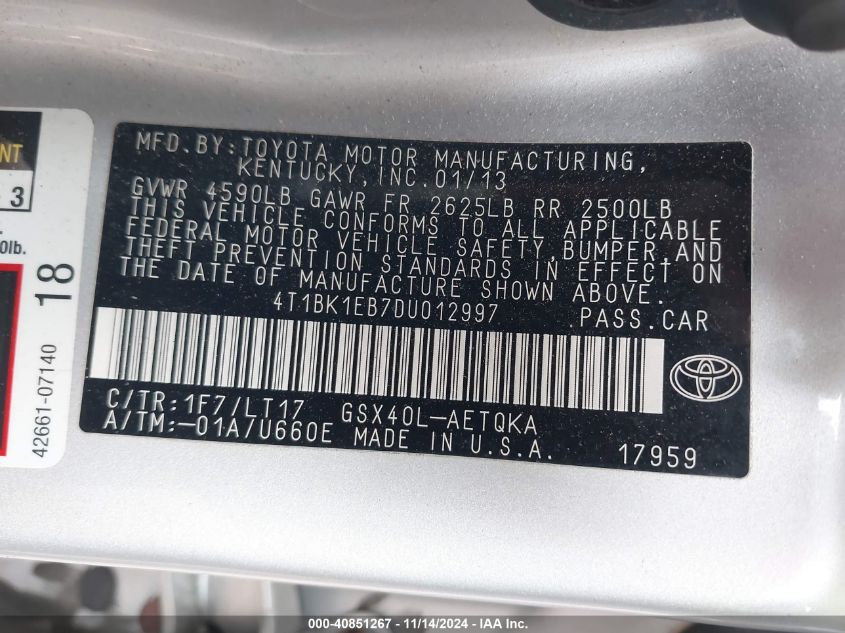 MFD.BY:TOYOTA MOTOR MANUFACTURING,
KENTUCKY,INC.01/13
GVWR 4590LB GAWR FR 2625LB RR 2500LB
THIS VEHICLE CONFORMS TO ALL APPLICABLE
FEDERAL MOTOR VEHICLE SAFETY,BUMPER,AND
THEFT PREVENTION STANDARDS IN EFFECT ON
THE DATE OF MANUFACTURE SHOWN ABOVE.
4T1BK1EB7DU012997 .PASS.CAR
C/TR:1F7/LT17 GSX40L-AETQKA
A/TM:-01A/U660E MADE IN U.S.A. 17959
NT
3
0lb.
18
42661-07140
000-40851267 - 11/14/2024 - IAA Inc.